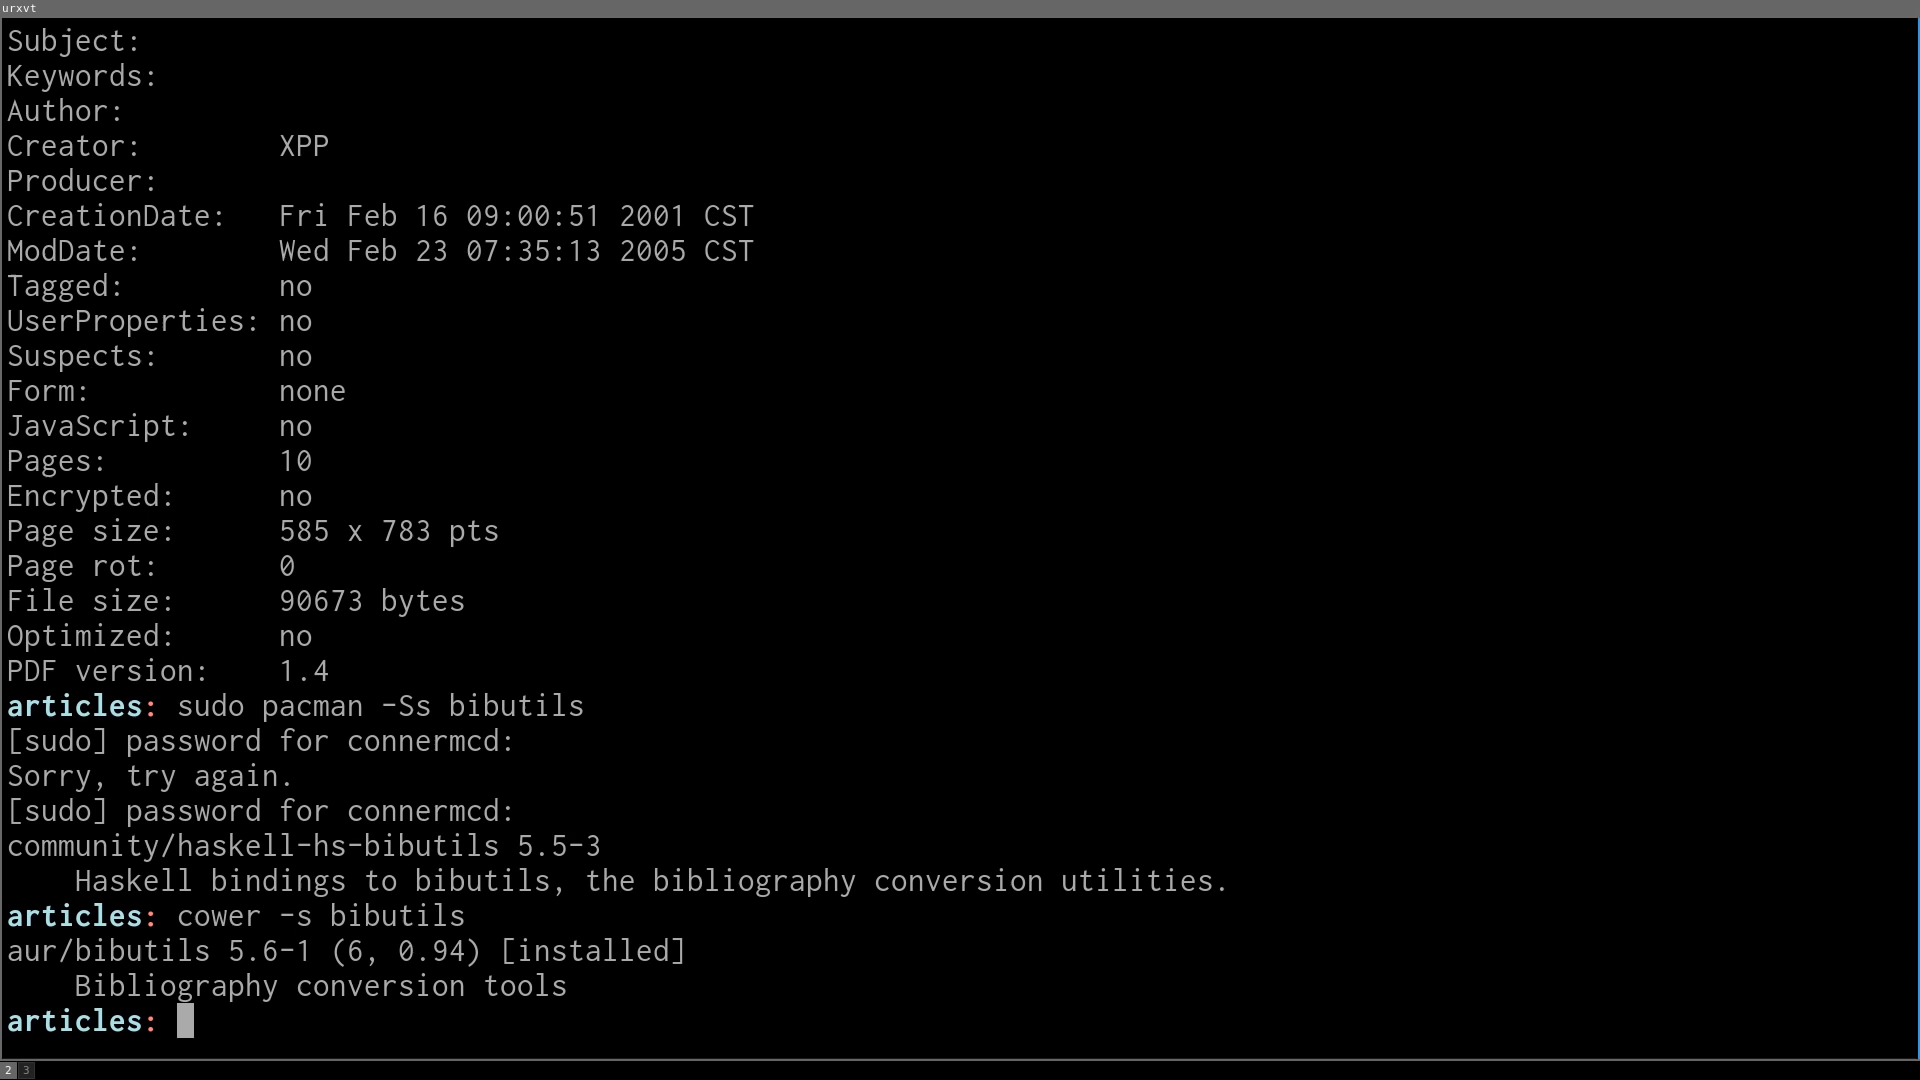 urxvt
Subject:
Keywords:
Author:
Creator:        XPP
Producer:
CreationDate:   Fri Feb 16 09:00:51 2001 CST
ModDate:        Wed Feb 23 07:35:13 2005 CST
Tagged:         no
UserProperties: no
Suspects:       no
Form:           none
JavaScript:     no
Pages:          10
Encrypted:      no
Page size:      585 x 783 pts
Page rot:       0
File size:      90673 bytes
Optimized:      no
PDF version:    1.4
articles: sudo pacman -Ss bibutils
[sudo] password for connermcd:
Sorry, try again.
[sudo] password for connermcd:
community/haskell-hs-bibutils 5.5-3
    Haskell bindings to bibutils, the bibliography conversion utilities.
articles: cower -s bibutils
aur/bibutils 5.6-1 (6, 0.94) [installed]
    Bibliography conversion tools
articles:
2 3